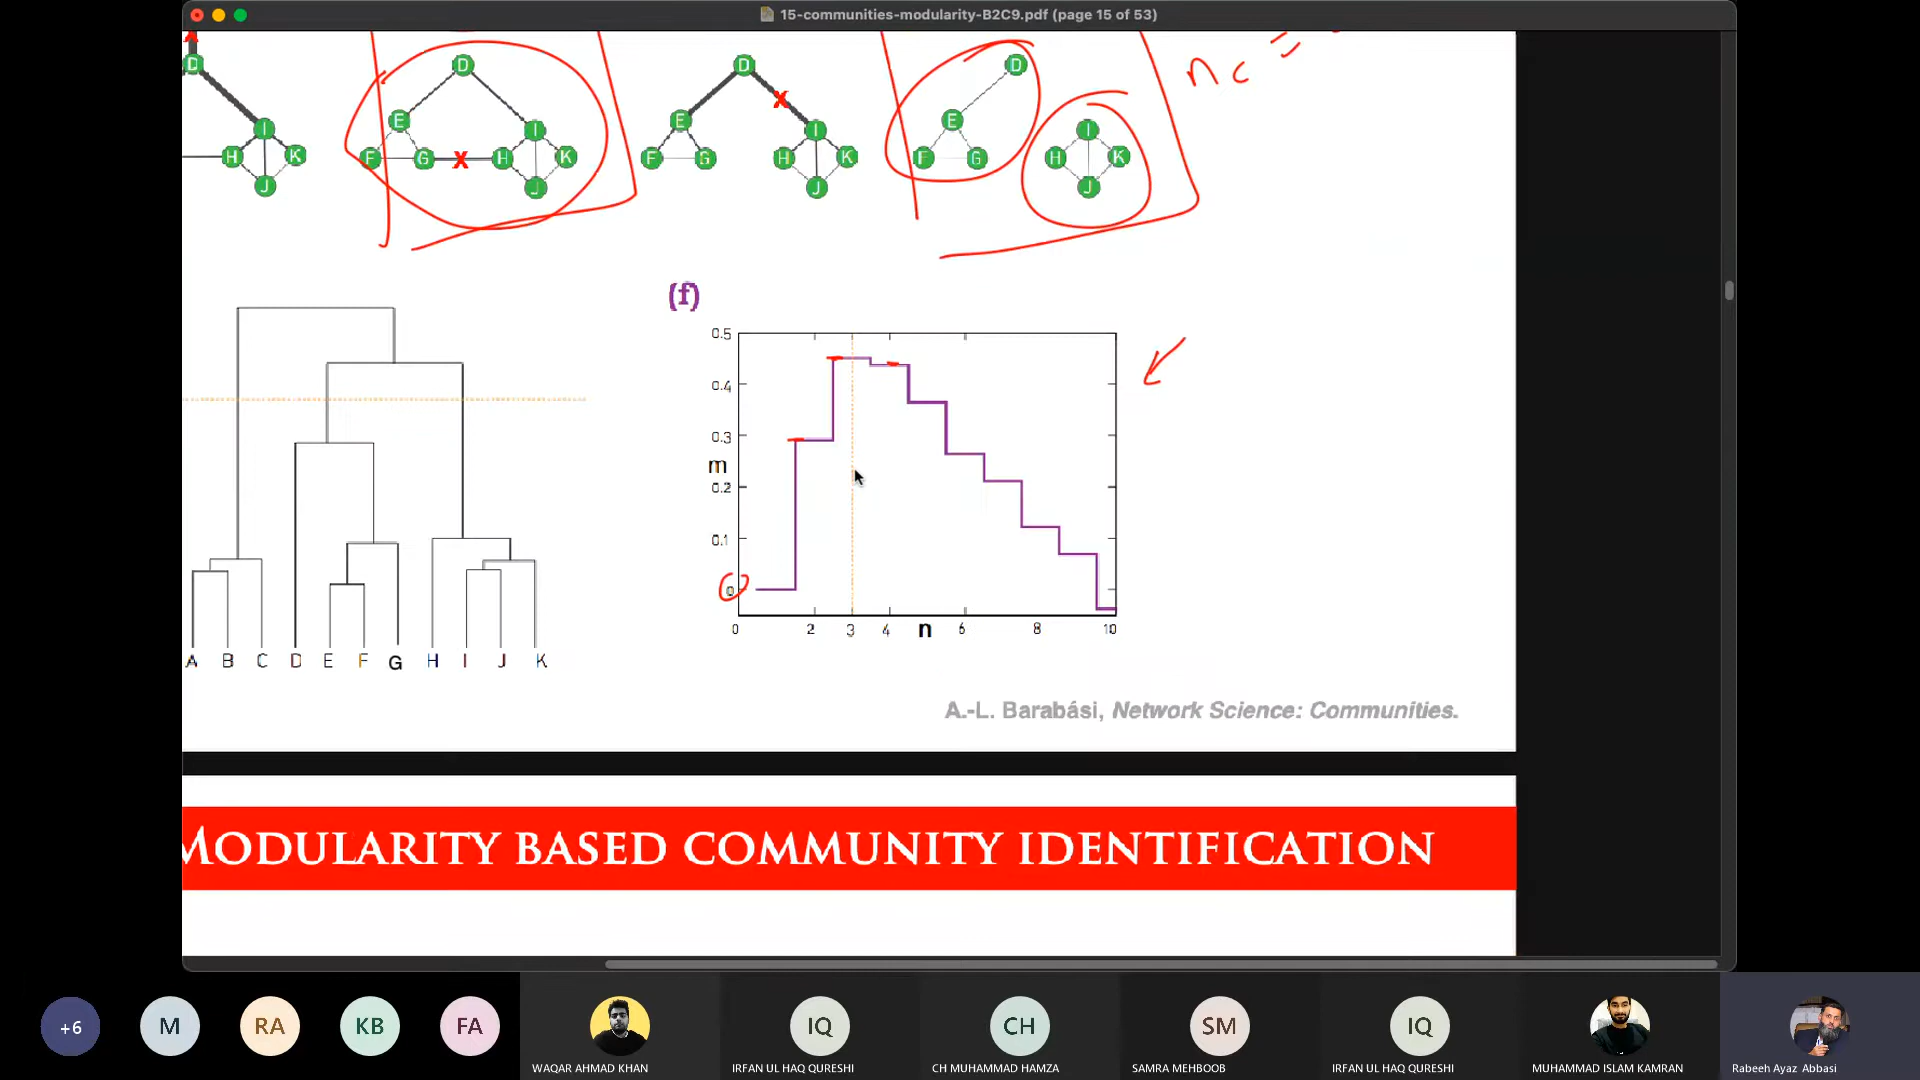 15-communities-modularity-B2C9.pdf (page 15 of 53)
n c =
D D D D
I E I E I E I
H K F G X H K F G H K F G H K
J J J J
X
(f)
0.5
0.4
0.3
m
0.2
0.1
0
0 2 3 4 n 6 8 10
A B C D E F G H I J K
A.-L. Barabási, Network Science: Communities.
MODULARITY BASED COMMUNITY IDENTIFICATION
+6 M RA KB FA IQ CH SM IQ
WAQAR AHMAD KHAN IRFAN UL HAQ QURESHI CH MUHAMMAD HAMZA SAMRA MEHBOOB IRFAN UL HAQ QURESHI MUHAMMAD ISLAM KAMRAN Rabeeh Ayaz Abbasi